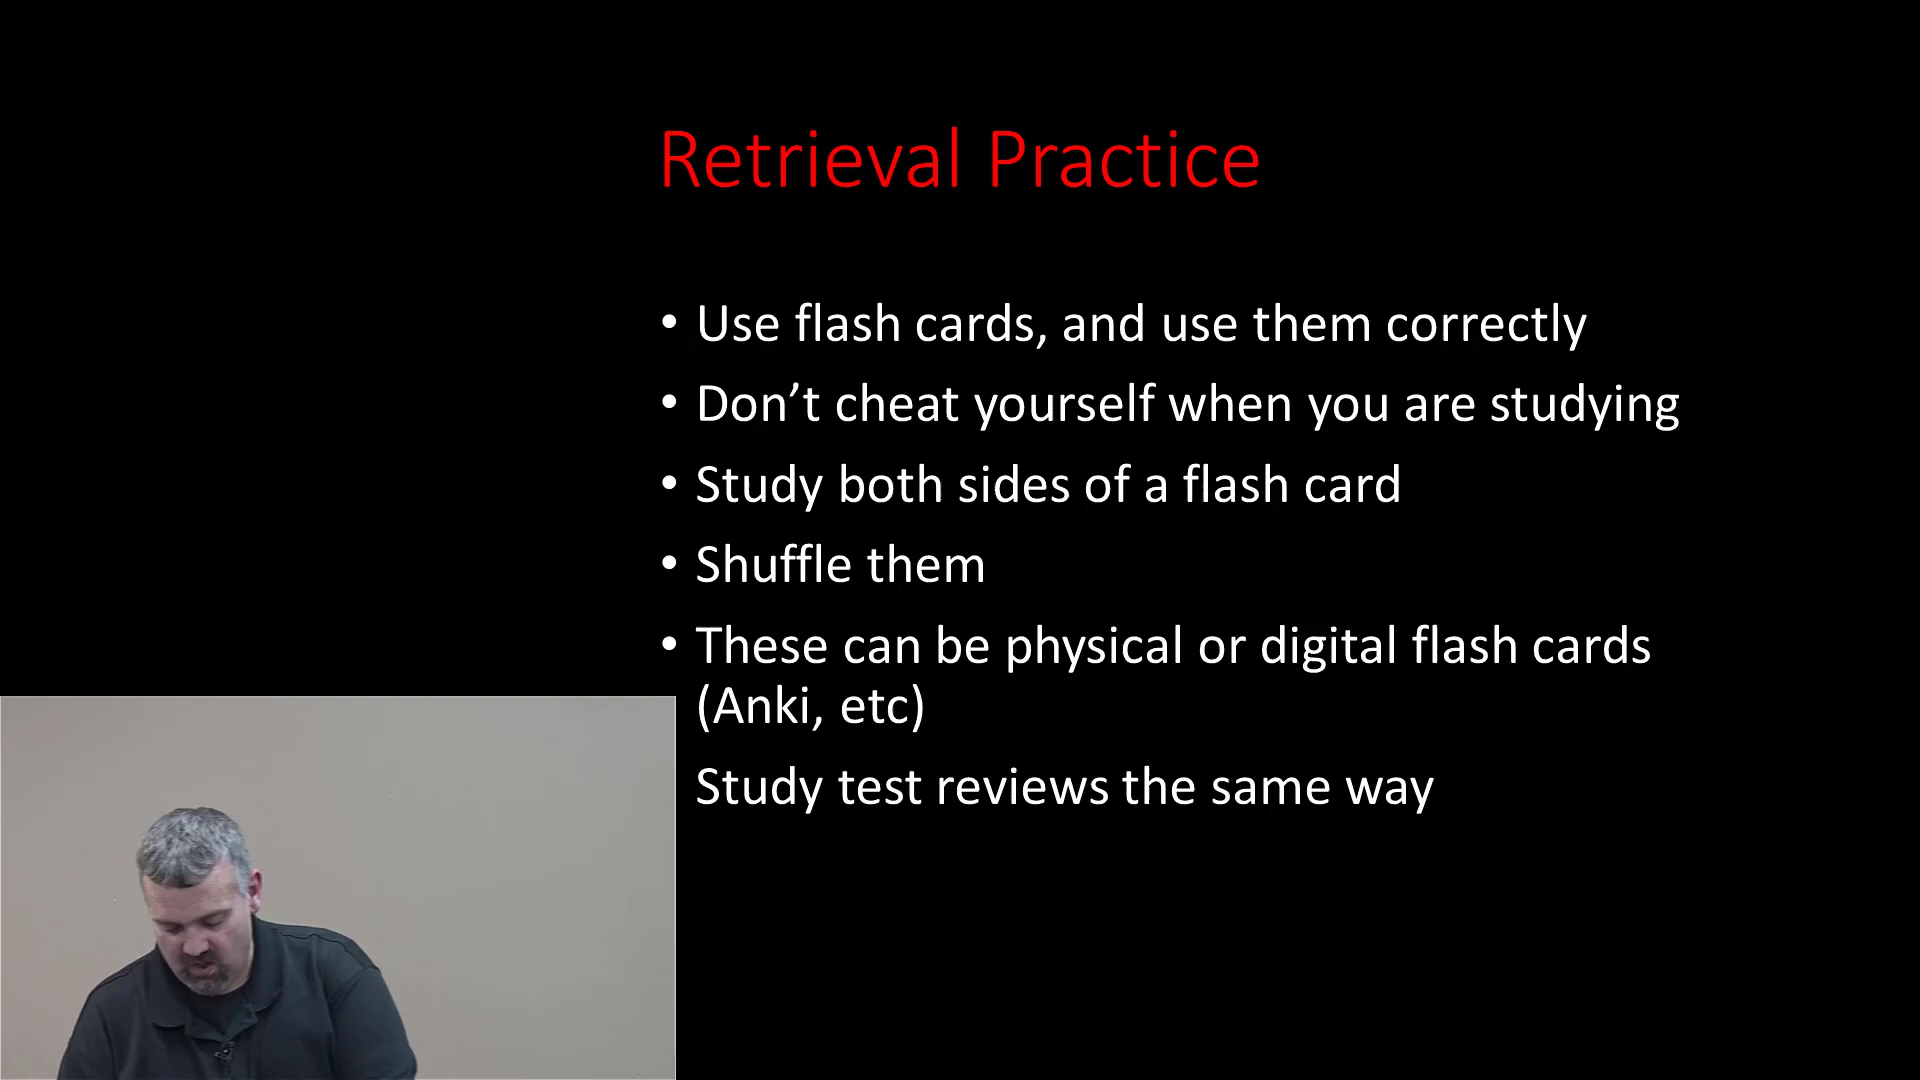 Retrieval Practice
• Use flash cards, and use them correctly
• Don’t cheat yourself when you are studying
• Study both sides of a flash card
• Shuffle them
• These can be physical or digital flash cards
(Anki, etc)
Study test reviews the same way